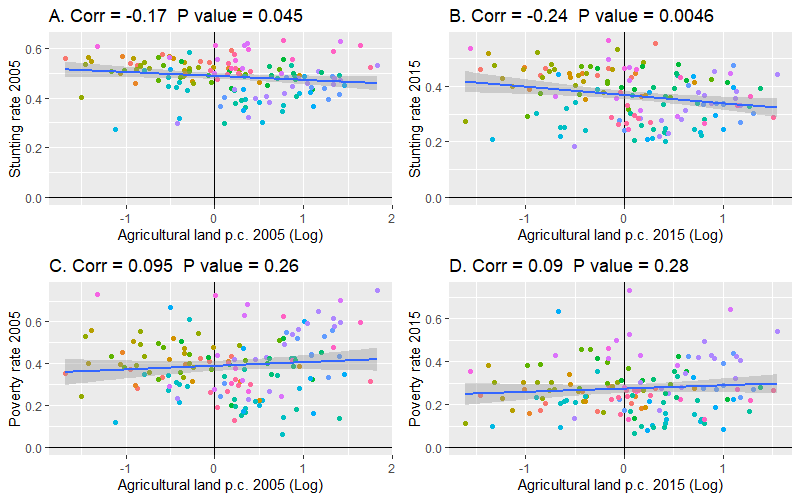 A. Corr = -0.17 P value = 0.045
Stunting rate 2005
0.6
0.4
0.2
0.0
-1 0 1 2
Agricultural land p.c. 2005 (Log)
B. Corr = -0.24 P value = 0.0046
Stunting rate 2015
0.4
0.2
0.0
-1 0 1
Agricultural land p.c. 2015 (Log)
C. Corr = 0.095 P value = 0.26
Poverty rate 2005
0.6
0.4
0.2
0.0
-1 0 1 2
Agricultural land p.c. 2005 (Log)
D. Corr = 0.09 P value = 0.28
Poverty rate 2015
0.6
0.4
0.2
0.0
-1 0 1
Agricultural land p.c. 2015 (Log)